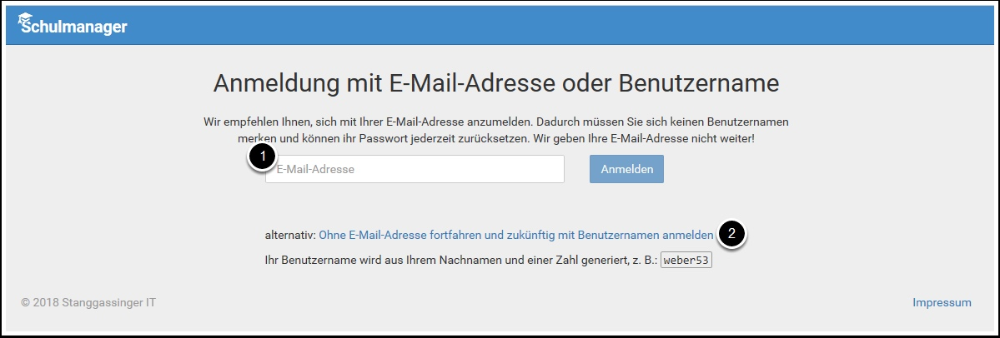 Schulmanager
Anmeldung mit E-Mail-Adresse oder Benutzername
Wir empfehlen Ihnen, sich mit Ihrer E-Mail-Adresse anzumelden. Dadurch müssen Sie sich keinen Benutzernamen
merken und können ihr Passwort jederzeit zurücksetzen. Wir geben Ihre E-Mail-Adresse nicht weiter!
1
E-Mail-Adresse
Anmelden
alternativ: Ohne E-Mail-Adresse fortfahren und zukünftig mit Benutzernamen anmelden
2
Ihr Benutzername wird aus Ihrem Nachnamen und einer Zahl generiert, z. B.: weber53
© 2018 Stanggassinger IT
Impressum